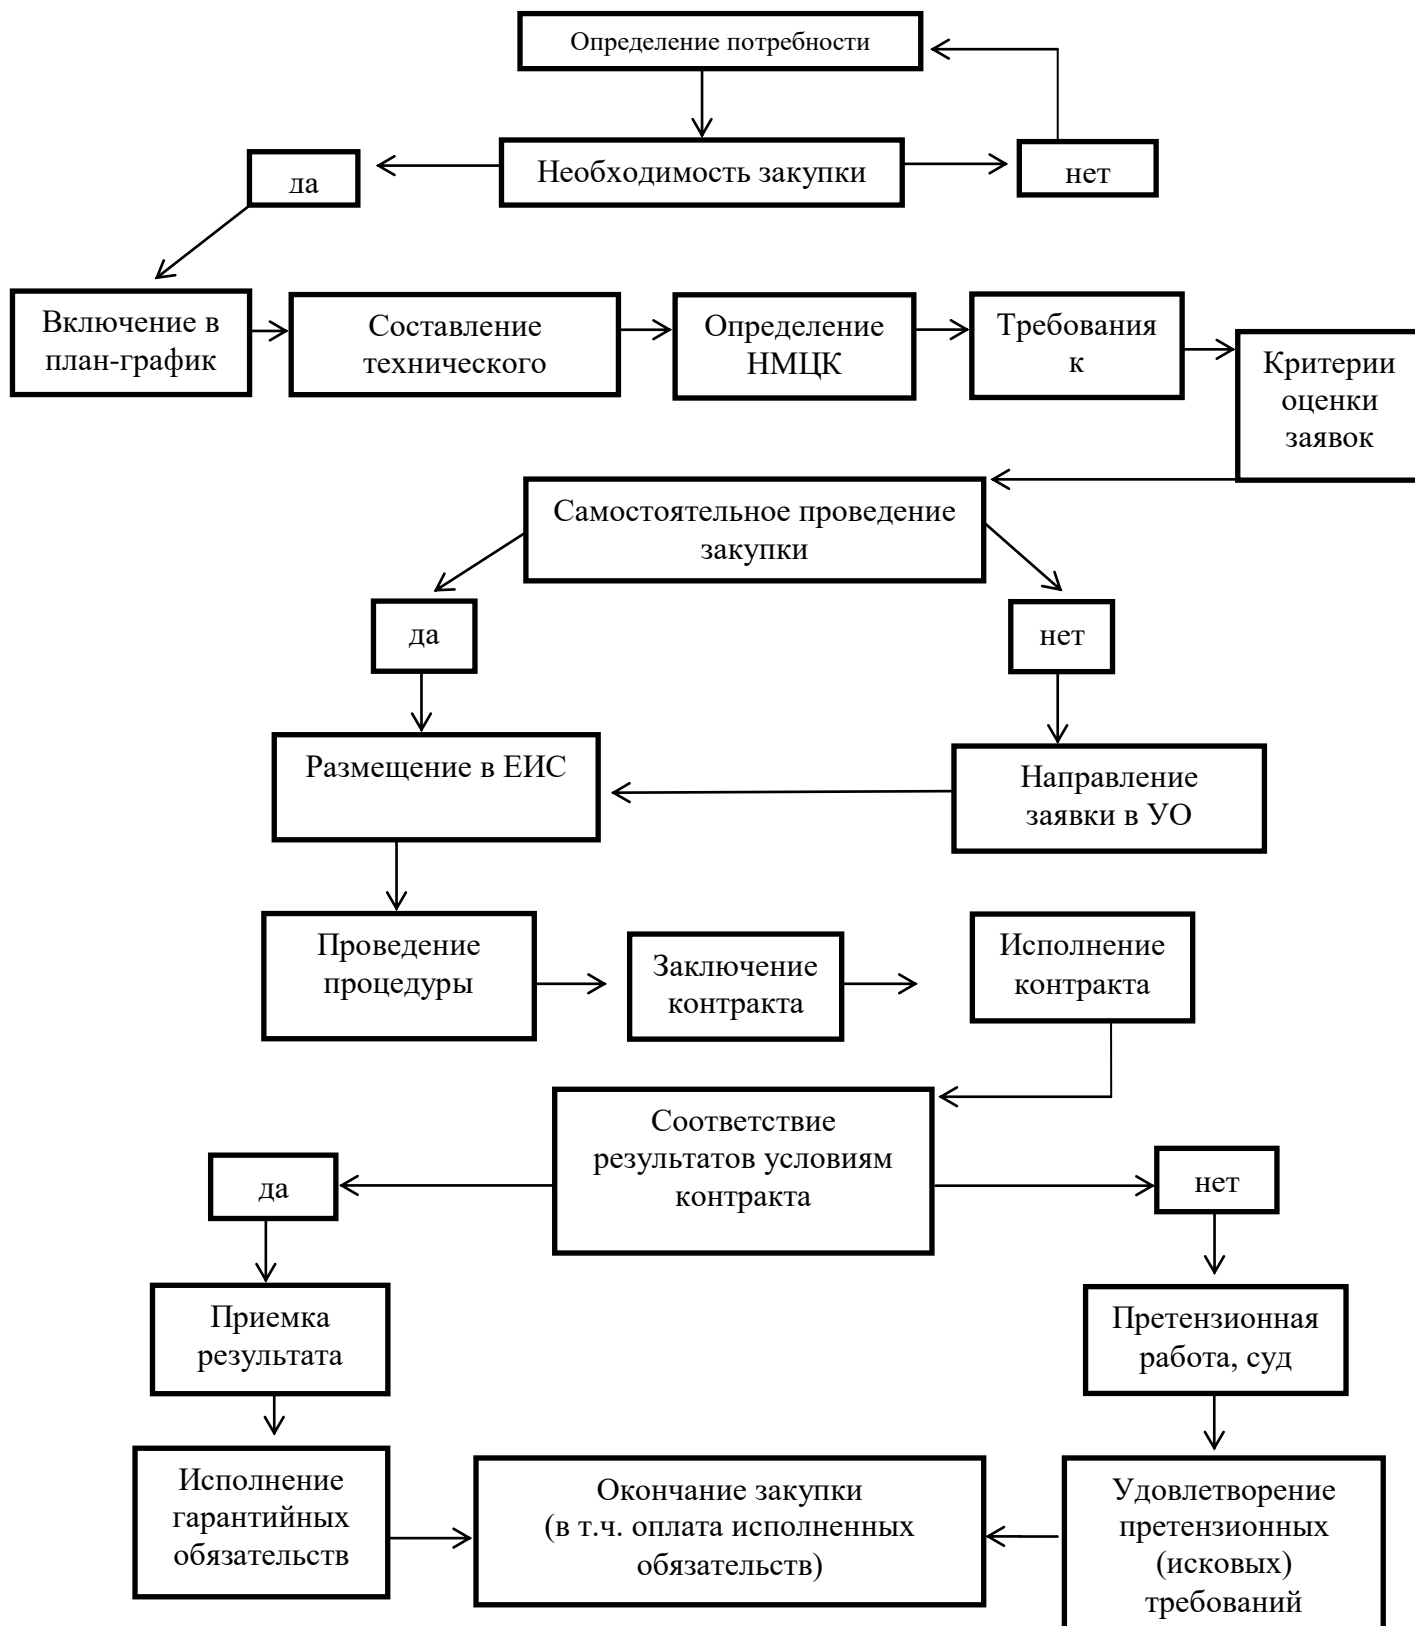 Определение потребности
да
Необходимость закупки
нет
Включение в
план-график
Составление
технического
Определение
НМЦК
Требования
к
Критерии
оценки
заявок
Самостоятельное проведение
закупки
да
нет
Размещение в ЕИС
Направление
заявки в УО
Проведение
процедуры
Заключение
контракта
Исполнение
контракта
Соответствие
результатов условиям
контракта
да
нет
Приемка
результата
Претензионная
работа, суд
Исполнение
гарантийных
обязательств
Окончание закупки
(в т.ч. оплата исполненных
обязательств)
Удовлетворение
претензионных
(исковых)
требований